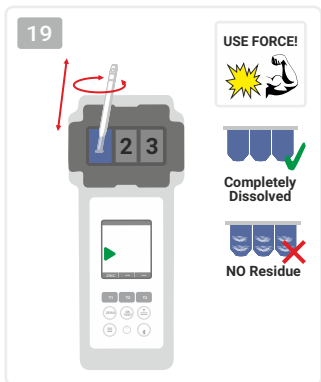 19
USE FORCE!
2 3
Completely
Dissolved
NO Residue